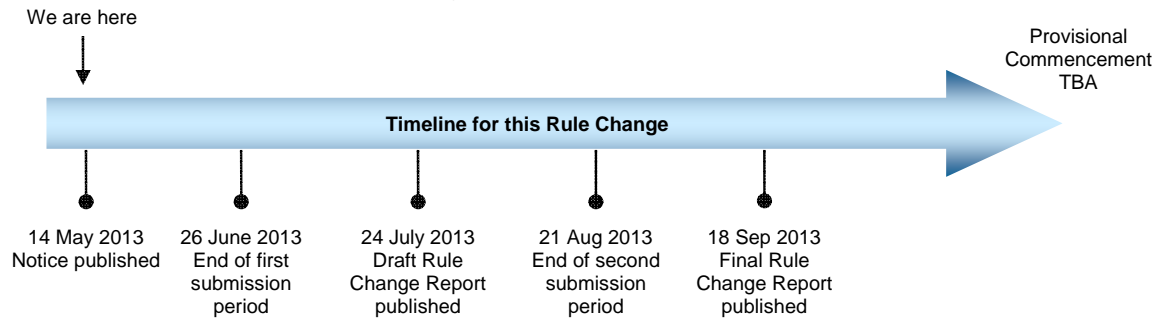 We are here
Provisional
Commencement
TBA
Timeline for this Rule Change
14 May 2013
Notice published
26 June 2013
End of first
submission
period
24 July 2013
Draft Rule
Change Report
published
21 Aug 2013
End of second
submission
period
18 Sep 2013
Final Rule
Change Report
published